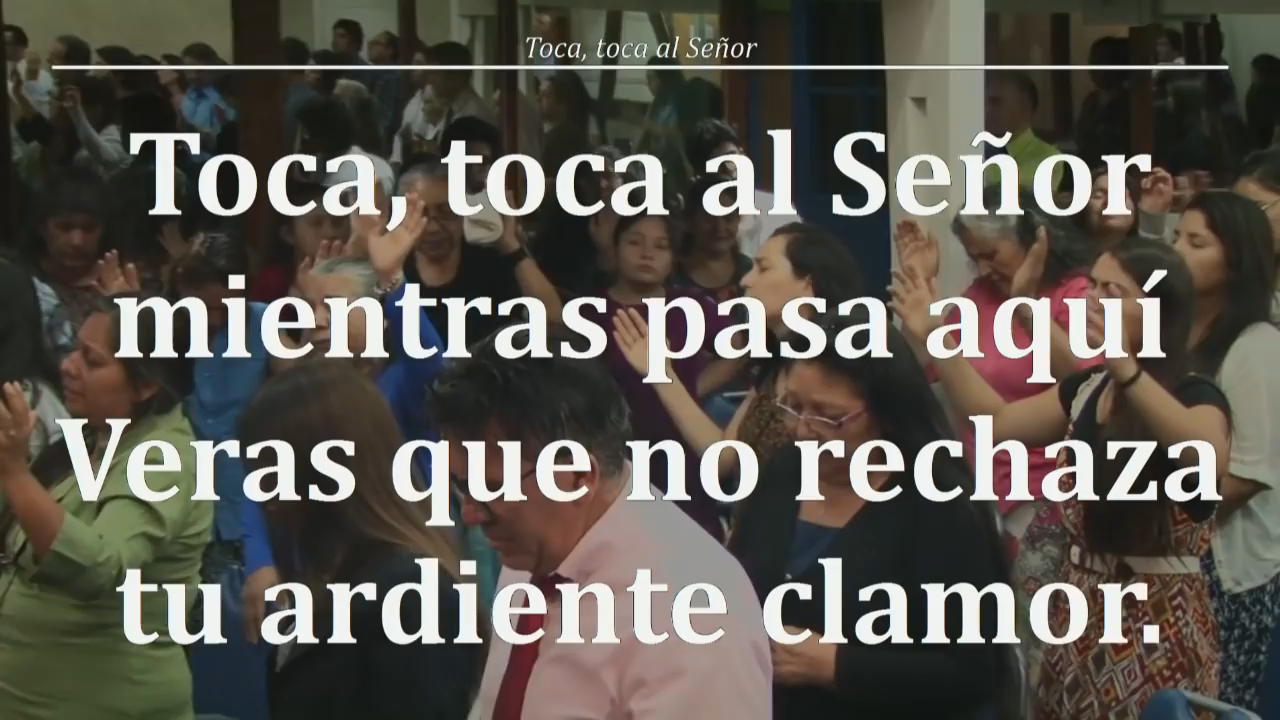 Toca, toca al Señor
Toca, toca al Señor
mientras pasa aquí
Veras que no rechaza
tu ardiente clamor.